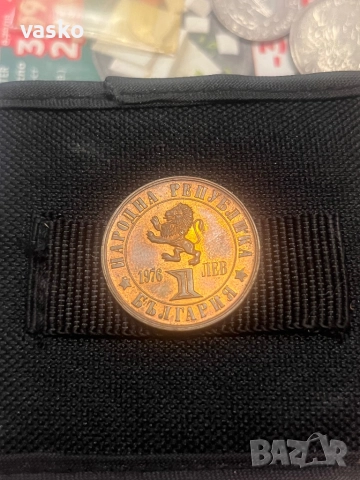 vasko
НАРОДНА РЕПУБЛИКА
1976
1
ЛЕВ
БЪЛГАРИЯ
BAZAR